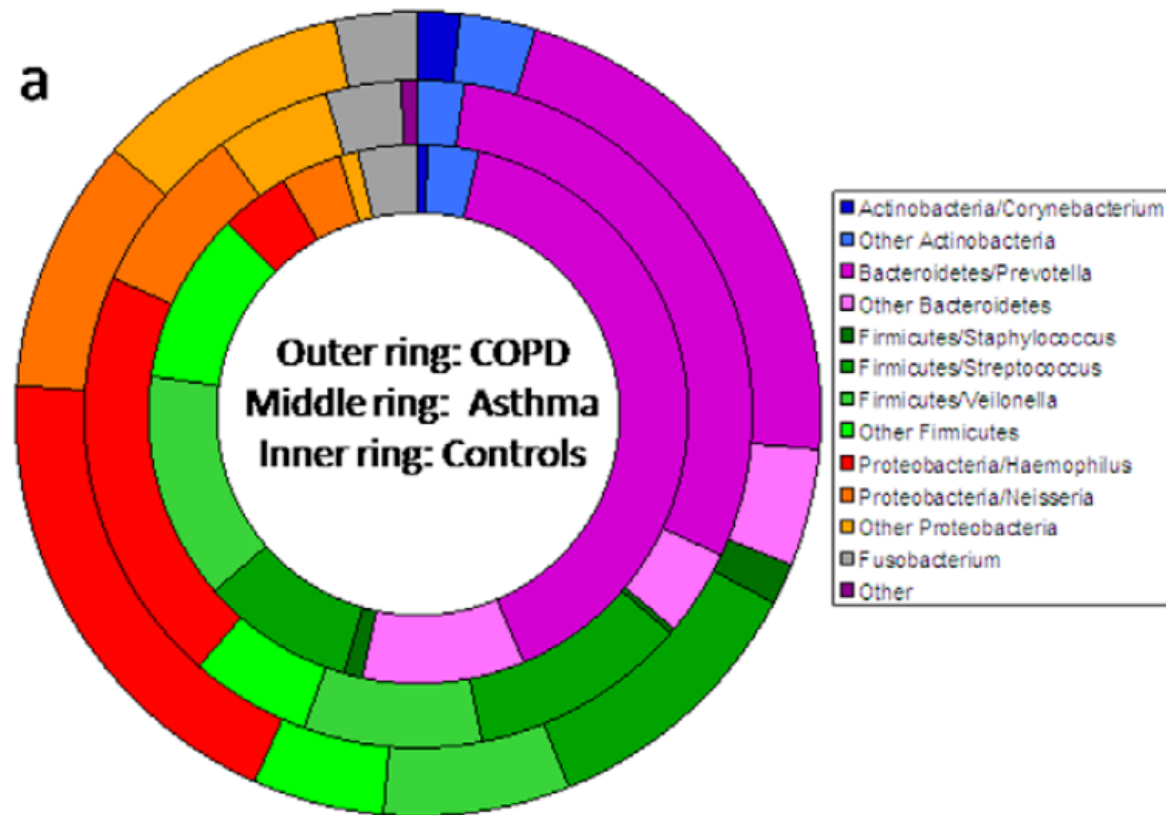 a
Outer ring: COPD
Middle ring: Asthma
Inner ring: Controls
Actinobacteria/Corynebacterium
Other Actinobacteria
Bacteroidetes/Prevotella
Other Bacteroidetes
Firmicutes/Staphylococcus
Firmicutes/Streptococcus
Firmicutes/Veilonella
Other Firmicutes
Proteobacteria/Haemophilus
Proteobacteria/Neisseria
Other Proteobacteria
Fusobacterium
Other